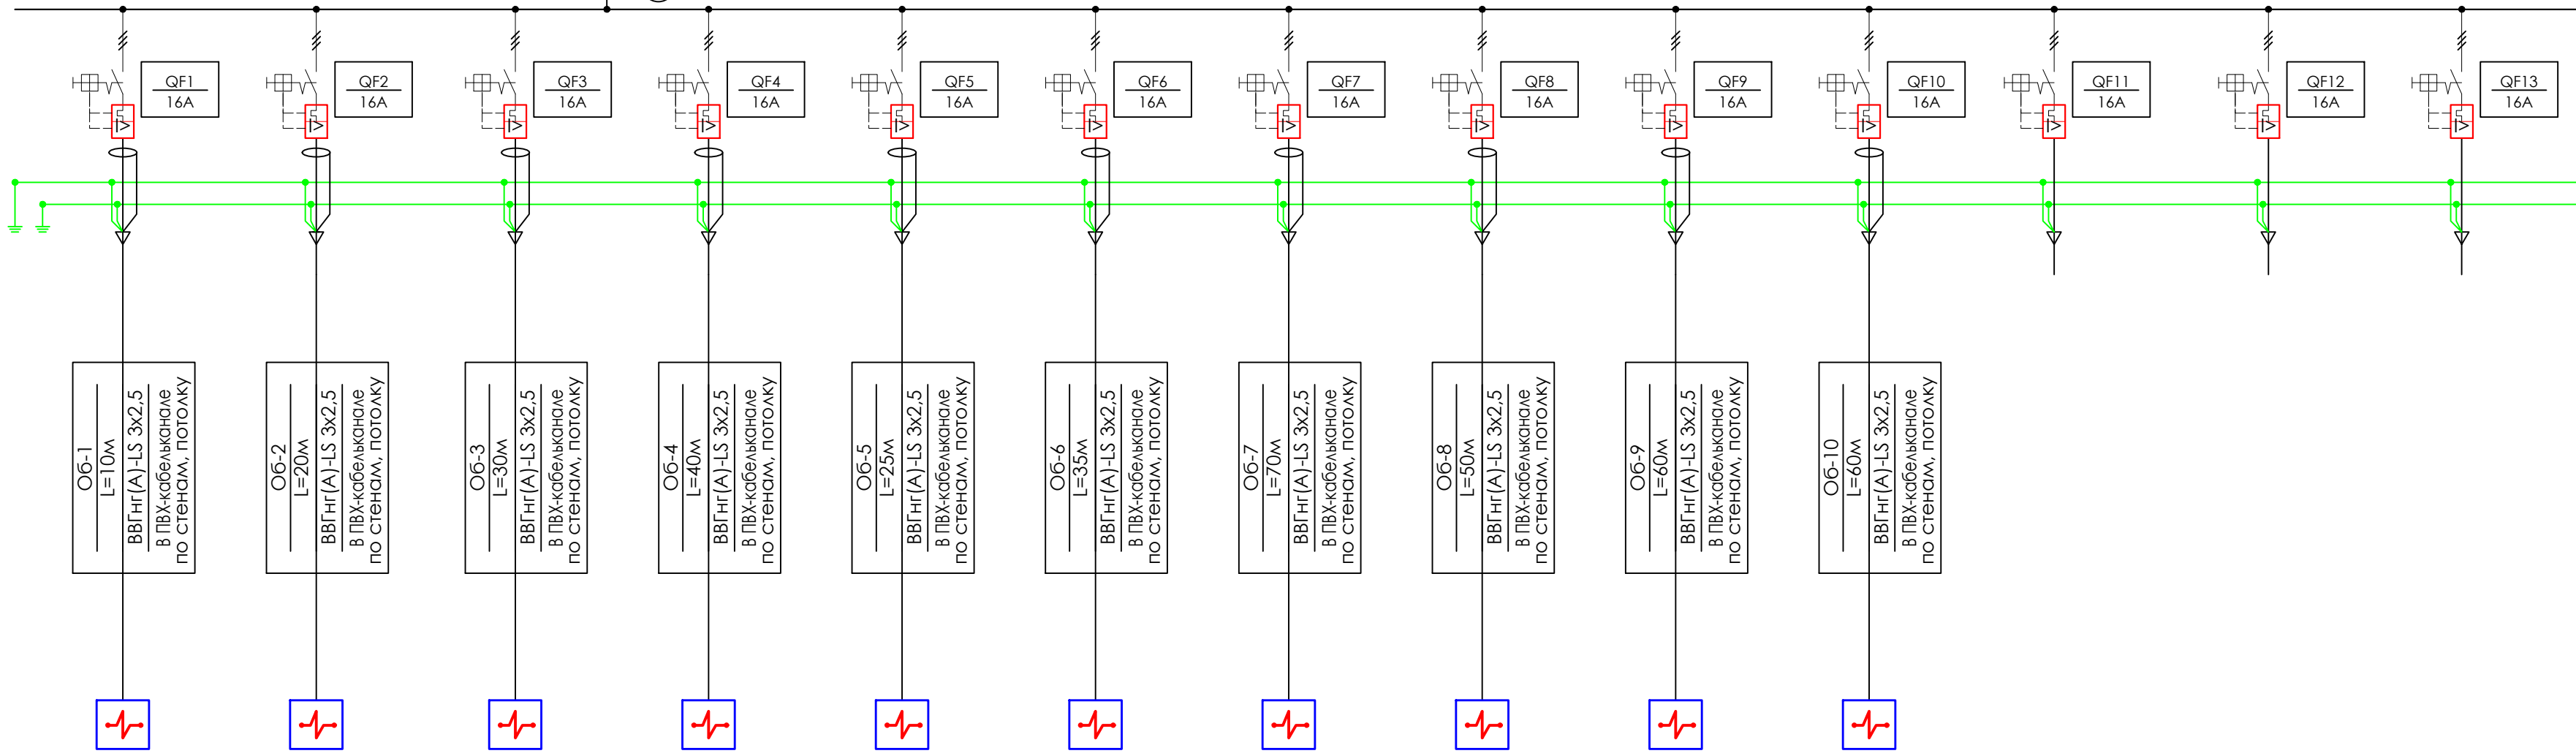 QF1
16A
QF2
16A
QF3
16A
QF4
16A
QF5
16A
QF6
16A
QF7
16A
QF8
16A
QF9
16A
QF10
16A
QF11
16A
QF12
16A
QF13
16A
Об-1
L=10м
ВВГнг(А)-LS 3х2,5
в ПВХ-кабельканале
по стенам, потолку
Об-2
L=20м
ВВГнг(А)-LS 3х2,5
в ПВХ-кабельканале
по стенам, потолку
Об-3
L=30м
ВВГнг(А)-LS 3х2,5
в ПВХ-кабельканале
по стенам, потолку
Об-4
L=40м
ВВГнг(А)-LS 3х2,5
в ПВХ-кабельканале
по стенам, потолку
Об-5
L=25м
ВВГнг(А)-LS 3х2,5
в ПВХ-кабельканале
по стенам, потолку
Об-6
L=35м
ВВГнг(А)-LS 3х2,5
в ПВХ-кабельканале
по стенам, потолку
Об-7
L=70м
ВВГнг(А)-LS 3х2,5
в ПВХ-кабельканале
по стенам, потолку
Об-8
L=50м
ВВГнг(А)-LS 3х2,5
в ПВХ-кабельканале
по стенам, потолку
Об-9
L=60м
ВВГнг(А)-LS 3х2,5
в ПВХ-кабельканале
по стенам, потолку
Об-10
L=60м
ВВГнг(А)-LS 3х2,5
в ПВХ-кабельканале
по стенам, потолку